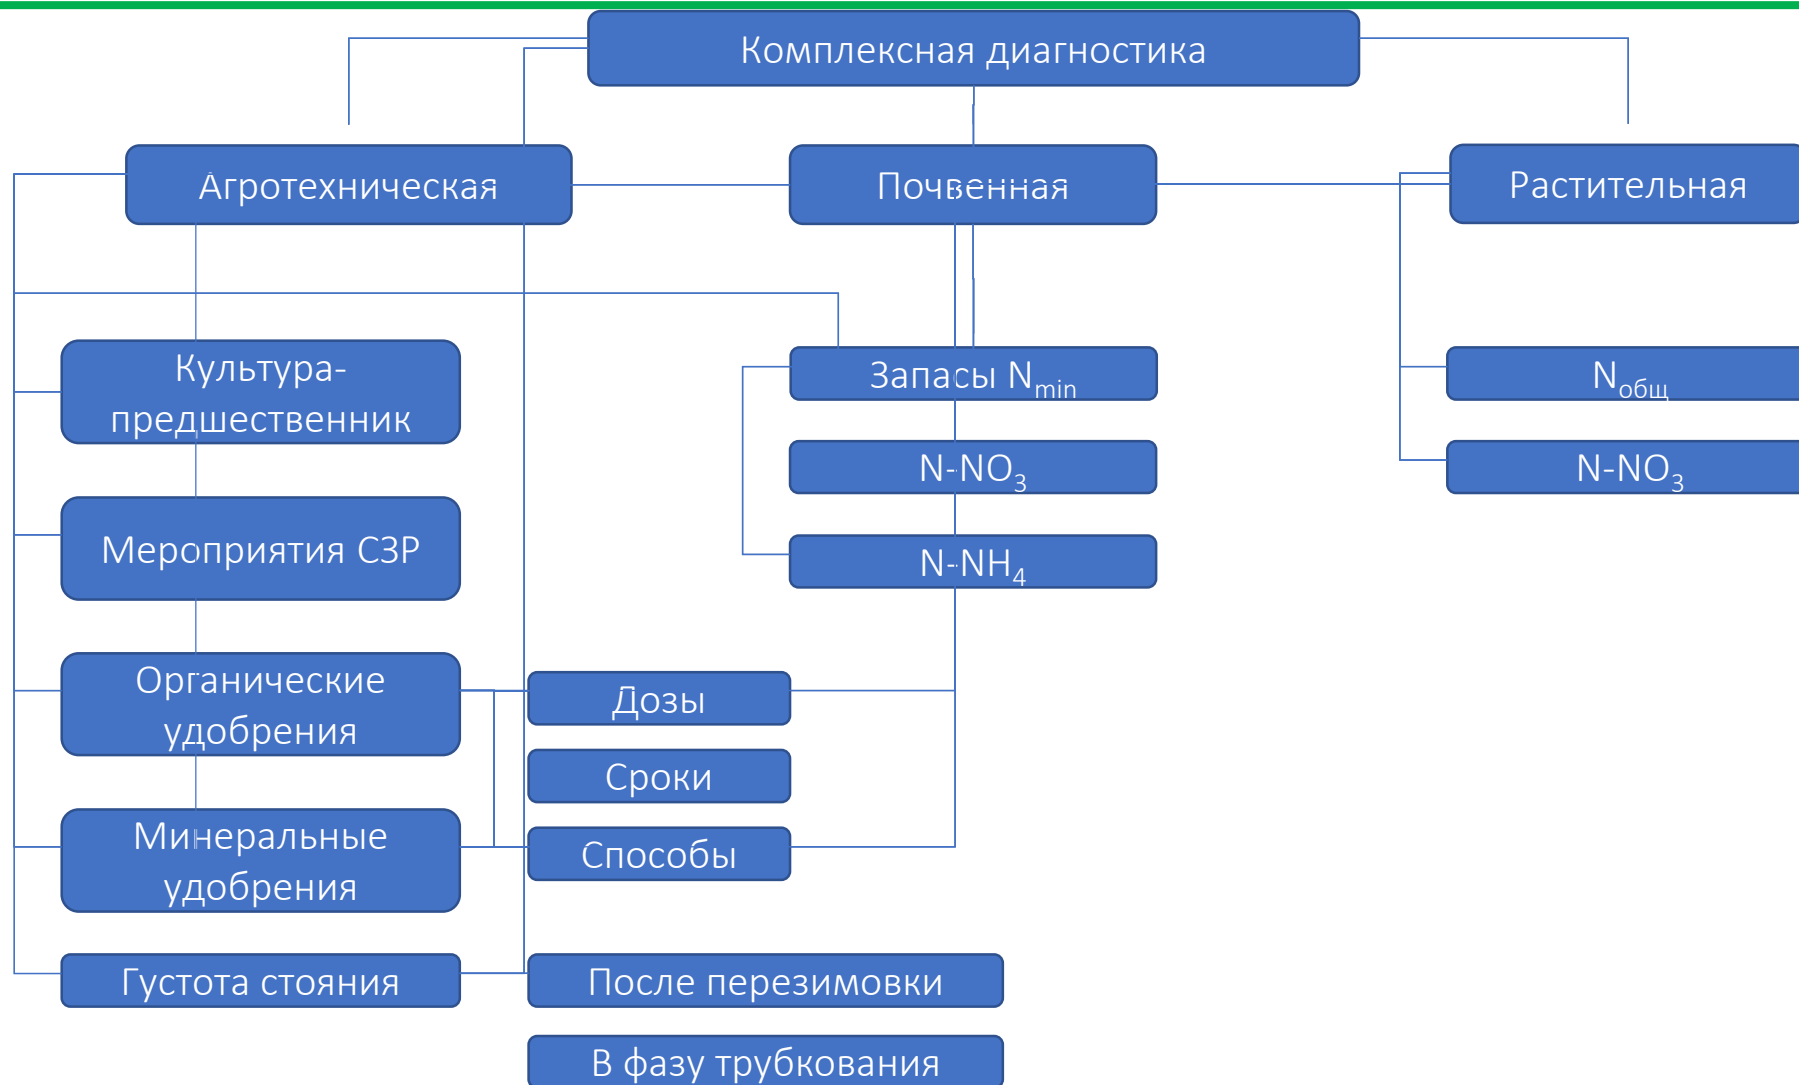 Комплексная диагностика
Агротехническая
Почвенная
Растительная
Культура-
предшественник
Мероприятия СЗР
Органические
удобрения
Минеральные
удобрения
Густота стояния
Дозы
Сроки
Способы
После перезимовки
В фазу трубкования
Запасы Nmin
N-NO3
N-NH4
Nобщ
N-NO3